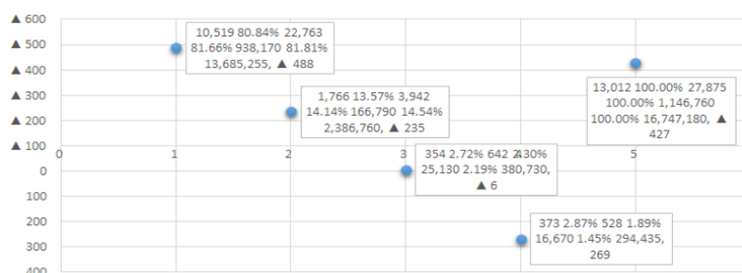 ▲ 600
▲ 500
▲ 400
▲ 300
▲ 200
▲ 100
0
100
200
300
400
0
1
2
3
4
5
10,519 80.84% 22,763
81.66% 938,170 81.81%
13,685,255, ▲ 488
1,766 13.57% 3,942
14.14% 166,790 14.54%
2,386,760, ▲ 235
354 2.72% 642 2.30%
25,130 2.19% 380,730,
▲ 6
373 2.87% 528 1.89%
16,670 1.45% 294,435,
269
13,012 100.00% 27,875
100.00% 1,146,760
100.00% 16,747,180, ▲
427